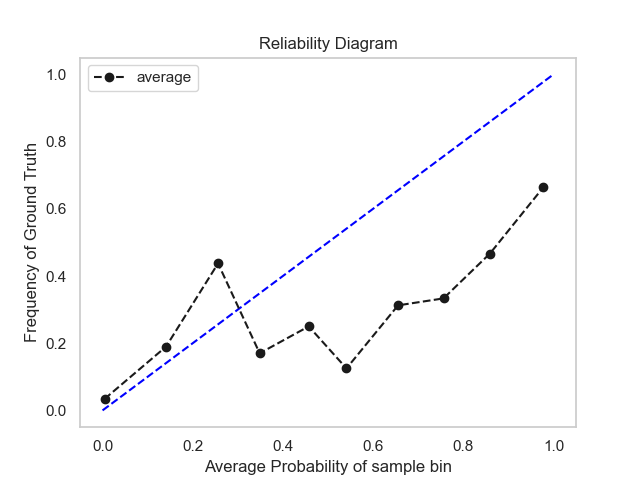 Reliability Diagram
average
1.0
0.8
0.6
0.4
0.2
0.0
Frequency of Ground Truth
0.0 0.2 0.4 0.6 0.8 1.0
Average Probability of sample bin